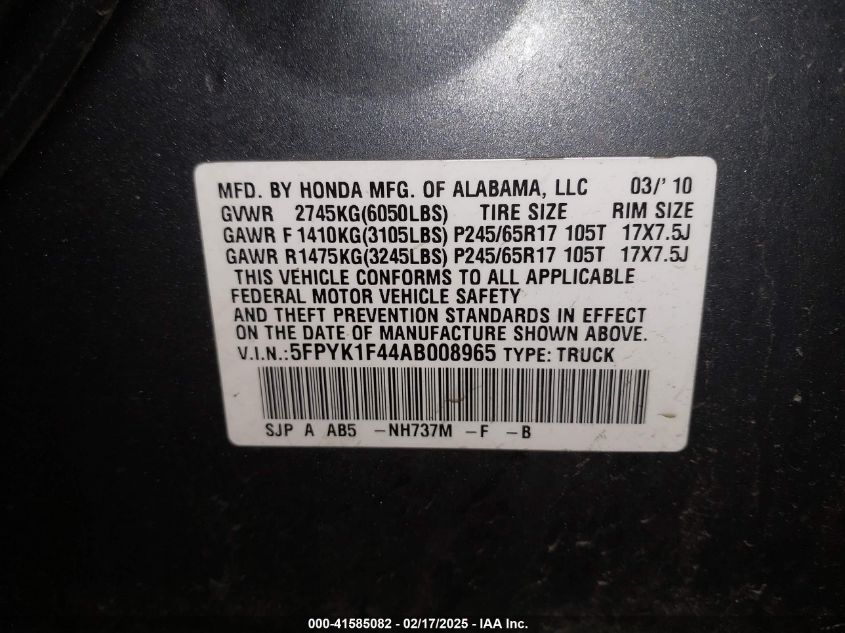 MFD. BY HONDA MFG. OF ALABAMA, LLC 03/'10
GVWR 2745KG(6050LBS) TIRE SIZE RIM SIZE
GAWR F 1410KG(3105LBS) P245/65R17 105T 17X7.5J
GAWR R1475KG(3245LBS) P245/65R17 105T 17X7.5J
THIS VEHICLE CONFORMS TO ALL APPLICABLE
FEDERAL MOTOR VEHICLE SAFETY
AND THEFT PREVENTION STANDARDS IN EFFECT
ON THE DATE OF MANUFACTURE SHOWN ABOVE.
V.I.N.:5FPYK1F44AB008965 TYPE: TRUCK
SJP A AB5 -NH737M -F -B
000-41585082 - 02/17/2025 - IAA Inc.